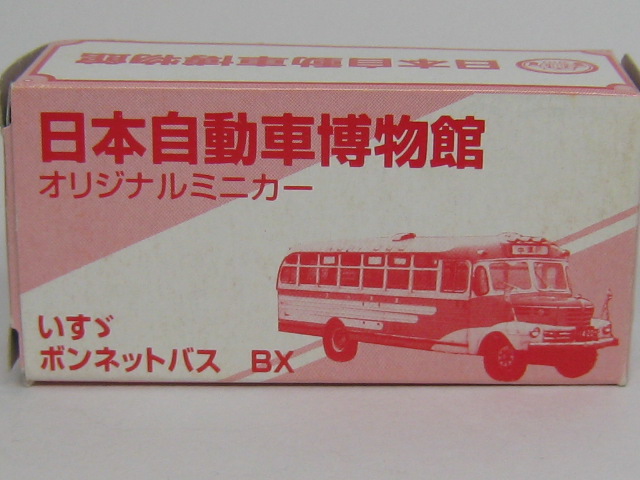 日本自動車博物館
日本自動車博物館
オリジナルミニカー
いすゞ
ボンネットバス BX